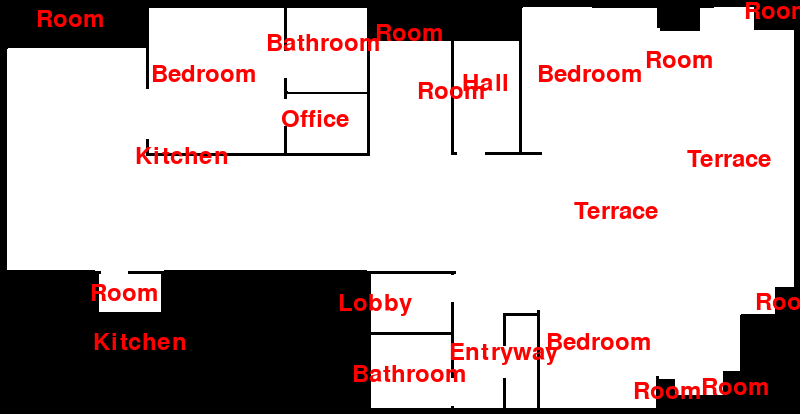 Room
Room
Bathroom
Room
Bedroom
Room
Bedroom
Hall
Room
Office
Kitchen
Terrace
Terrace
Room
Lobby
Roo
Kitchen
Entryway
Bedroom
Bathroom
Room
Room